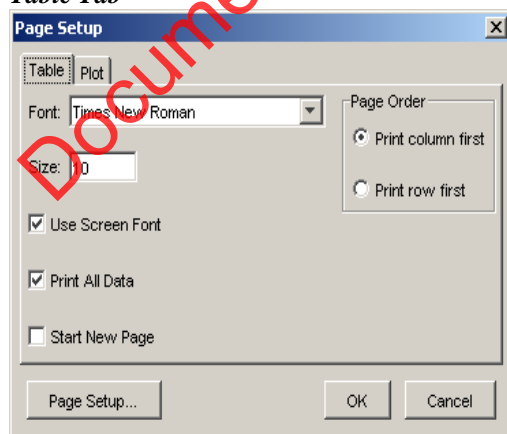 Table Tab
Page Setup
Table Plot
Font: Times New Roman
Size: 10
Use Screen Font
Print All Data
Start New Page
Page Order
Print column first
Print row first
Page Setup...
OK Cancel
Docume